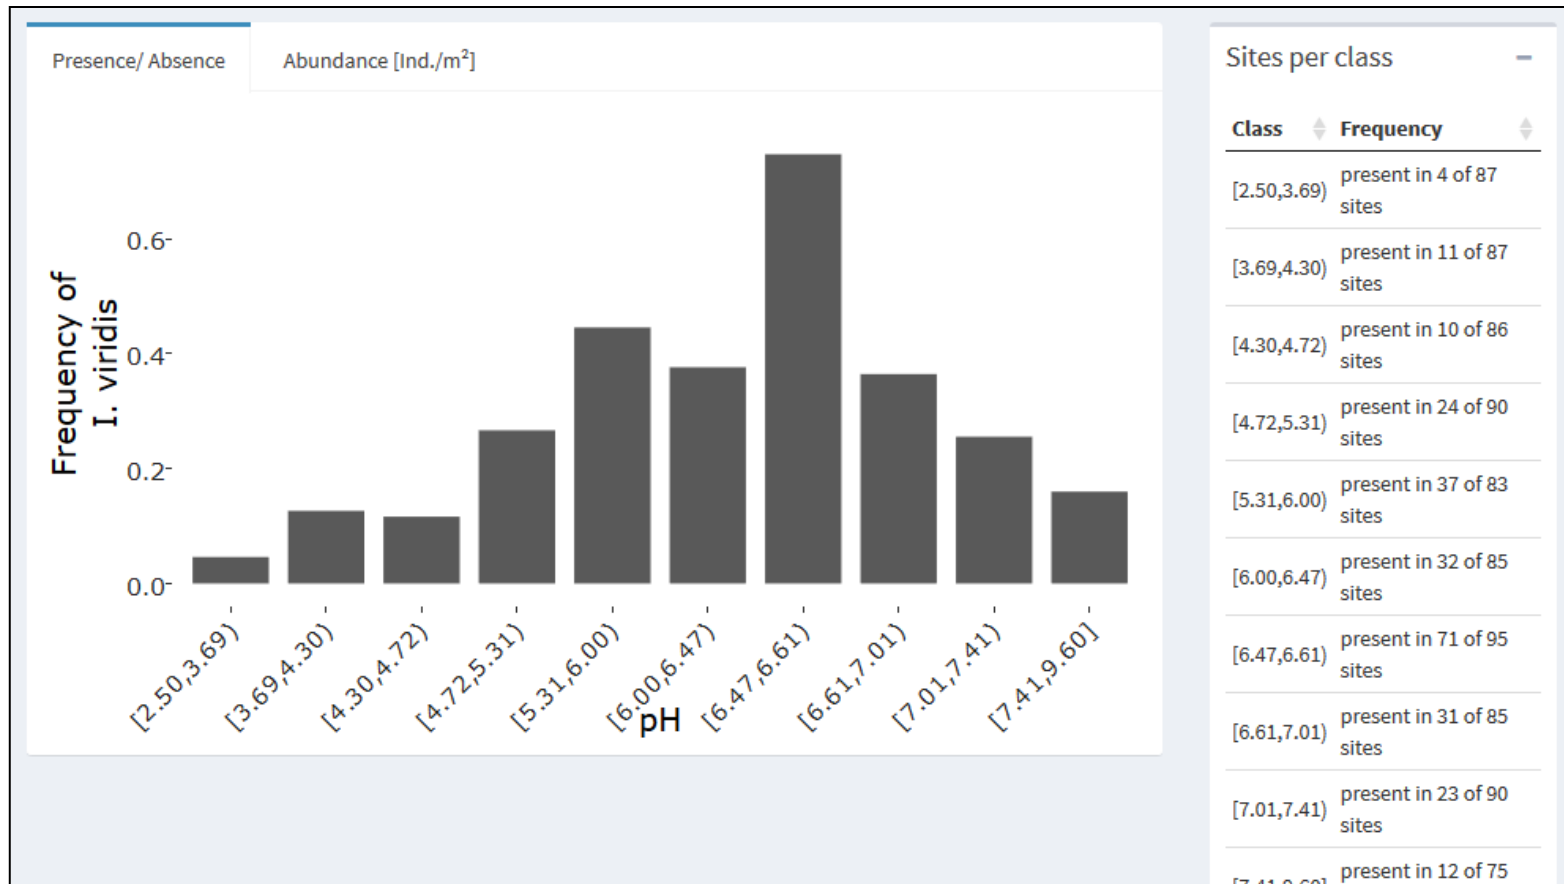 Presence/ Absence
Abundance [Ind./m²]
Frequency of
I. viridis
0.6
0.4
0.2
0.0
[2.50,3.69)
[3.69,4.30)
[4.30,4.72)
[4.72,5.31)
[5.31,6.00)
[6.00,6.47)
[6.47,6.61)
[6.61,7.01)
[7.01,7.41)
[7.41,9.60]
pH
Sites per class
Class Frequency
[2.50,3.69) present in 4 of 87
sites
[3.69,4.30) present in 11 of 87
sites
[4.30,4.72) present in 10 of 86
sites
[4.72,5.31) present in 24 of 90
sites
[5.31,6.00) present in 37 of 83
sites
[6.00,6.47) present in 32 of 85
sites
[6.47,6.61) present in 71 of 95
sites
[6.61,7.01) present in 31 of 85
sites
[7.01,7.41) present in 23 of 90
sites
present in 12 of 75